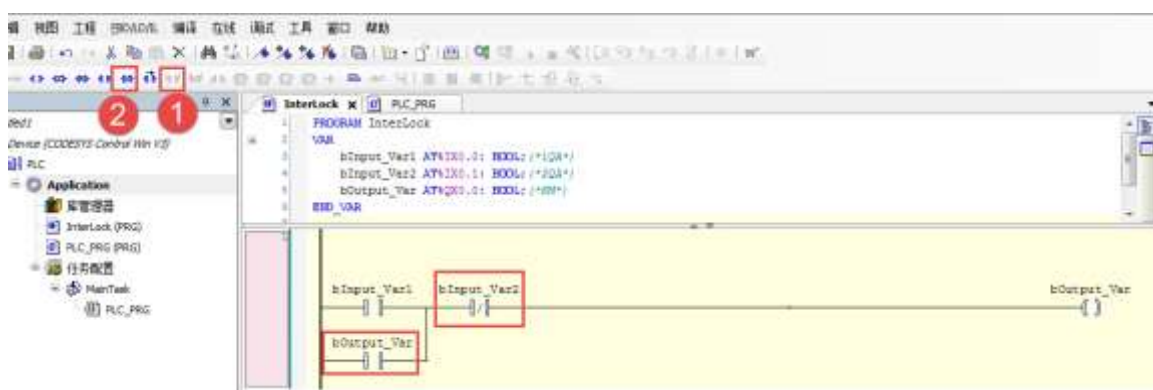 视图 工程 编译 在线 调试 工具 窗口 帮助
2 1
InterLock PLC_PRG
Device (CODESYS Control Win V3)
PLC
Application
库管理器
InterLock (PRG)
PLC_PRG (PRG)
任务配置
MainTask
PLC_PRG
1 PROGRAM InterLock
2 VAR
3 bInput_Var1 AT%IX0.0: BOOL;
4 bInput_Var2 AT%IX0.1: BOOL;
5 bOutput_Var AT%QX0.0: BOOL;
6 END_VAR
bInput_Var1 bInput_Var2 bOutput_Var
bOutput_Var